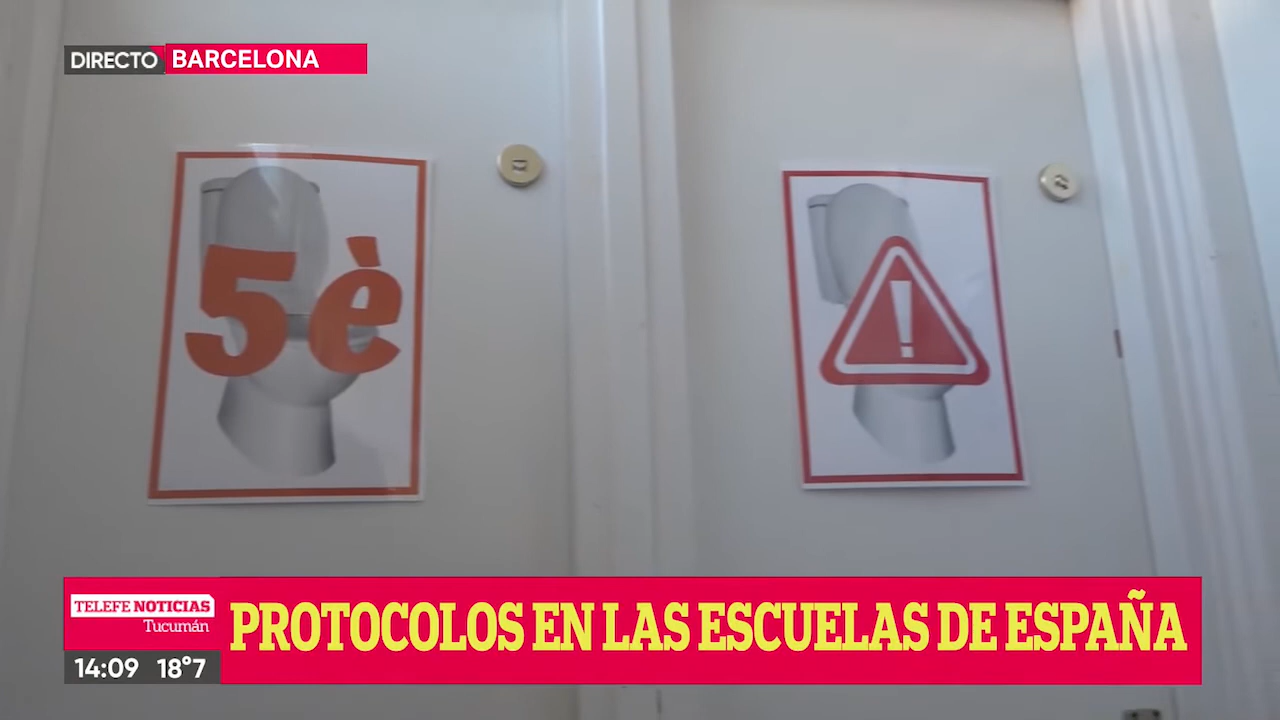 DIRECTO BARCELONA
5è
!
TELEFE NOTICIAS
Tucumán
PROTOCOLOS EN LAS ESCUELAS DE ESPAÑA
14:09 18°7